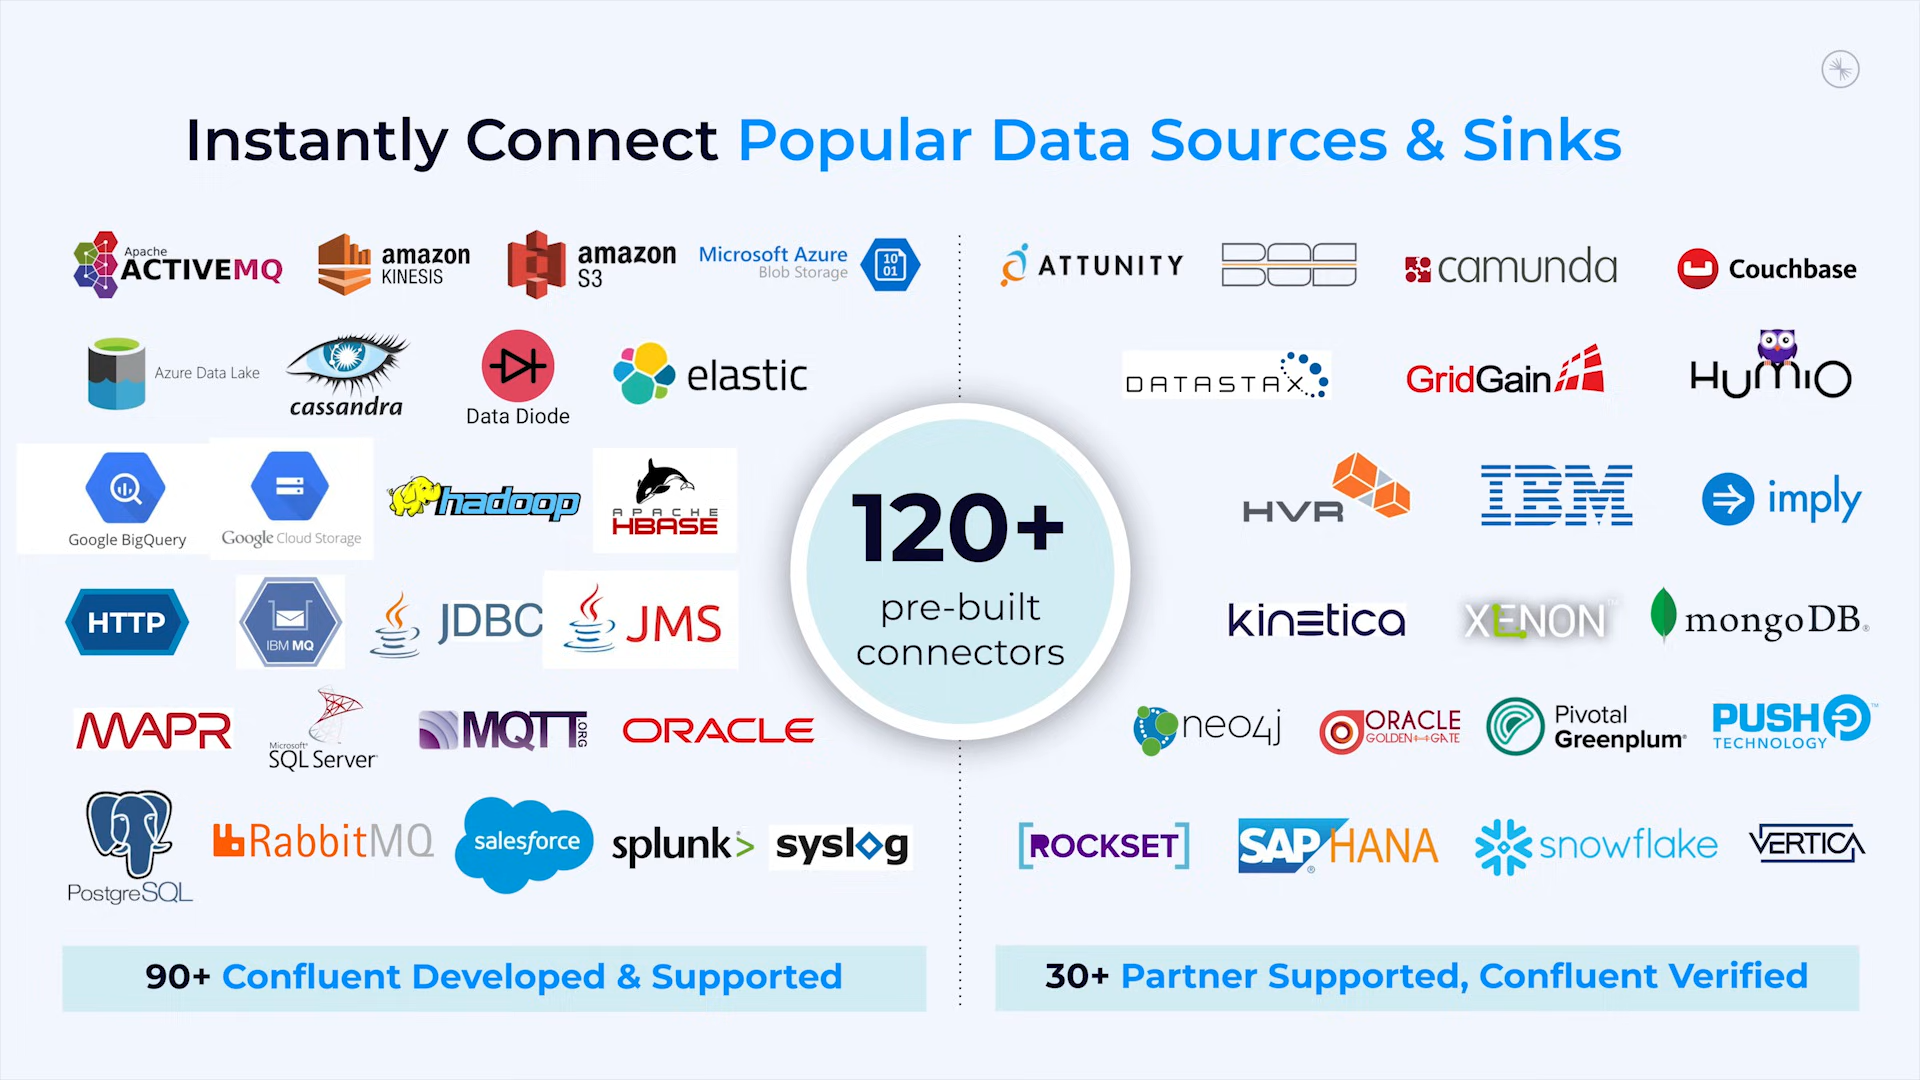 Instantly Connect Popular Data Sources & Sinks
Apache
ACTIVEMQ
amazon
KINESIS
amazon
S3
Microsoft Azure
Blob Storage
10
01
Azure Data Lake
cassandra
Data Diode
elastic
Google BigQuery
Google Cloud Storage
hadoop
APACHE
HBASE
HTTP
IBM MQ
JDBC
JMS
MAPR
Microsoft®
SQL Server
MQTT.ORG
ORACLE
PostgreSQL
RabbitMQ
salesforce
splunk>
syslog
120+
pre-built
connectors
ATTUNITY
camunda
Couchbase
DATASTAX
GridGain
HUMIO
HVR
IBM
imply
kinetica
XENON™
mongoDB®
neo4j
ORACLE
GOLDEN GATE
Pivotal
Greenplum®
PUSH
TECHNOLOGY
™
[ROCKSET]
SAP HANA
®
snowflake
VERTICA
90+ Confluent Developed & Supported
30+ Partner Supported, Confluent Verified